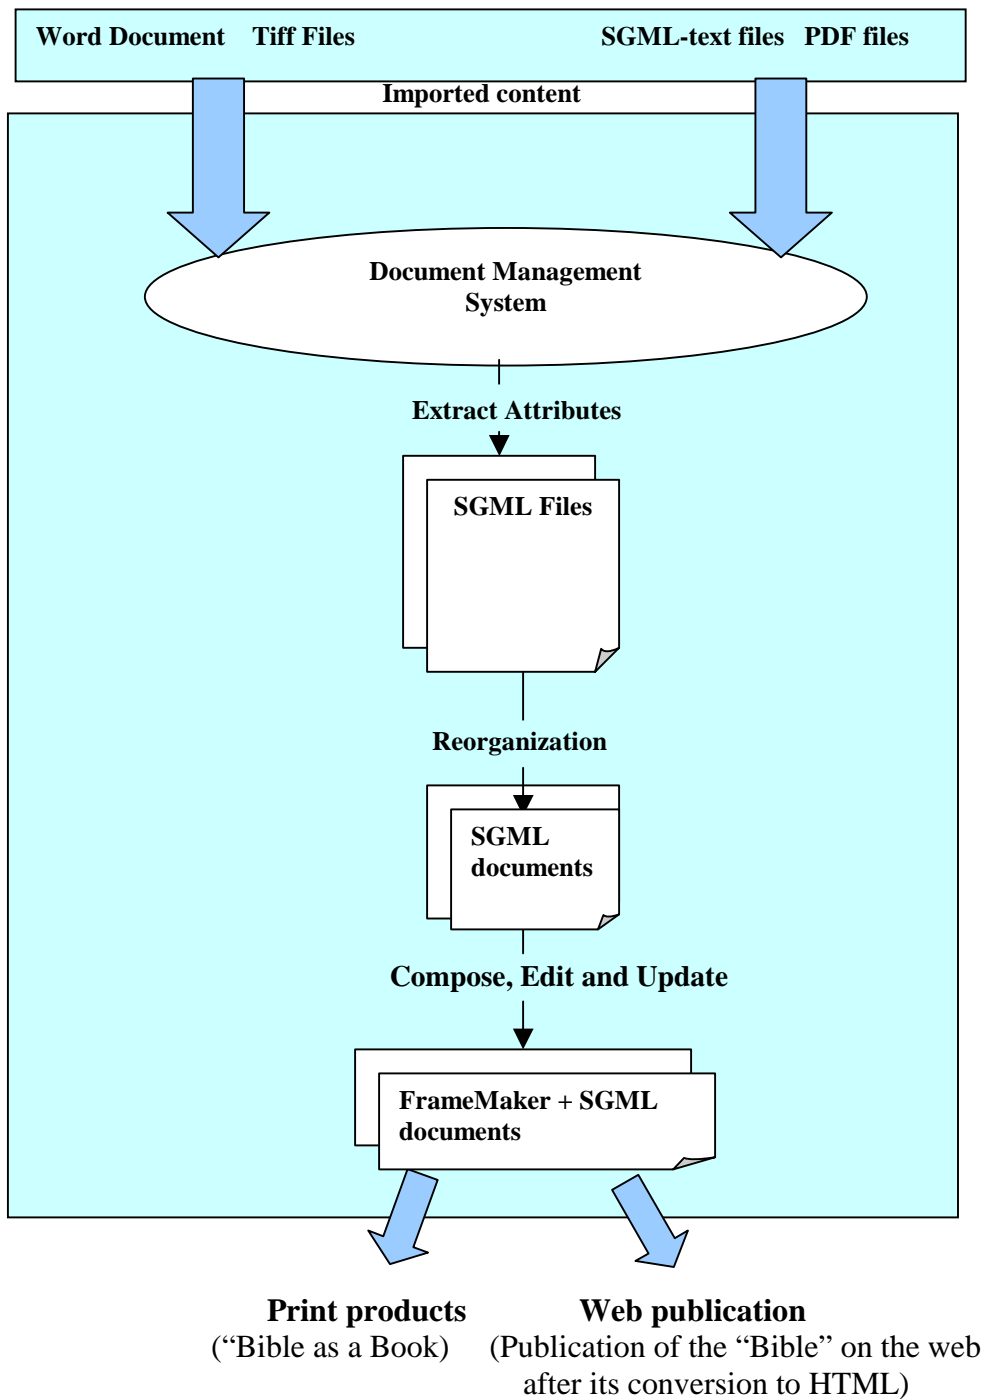 Word Document Tiff Files SGML-text files PDF files
Imported content
Document Management
System
Extract Attributes
SGML Files
Reorganization
SGML
documents
Compose, Edit and Update
FrameMaker + SGML
documents
Print products Web publication
(“Bible as a Book) (Publication of the “Bible” on the web
after its conversion to HTML)